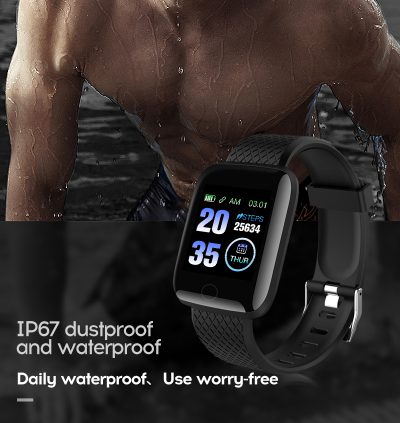 AM 03.01
20
STEPS
25634
35
THUR
IP67 dustproof
and waterproof
Daily waterproof、Use worry-free